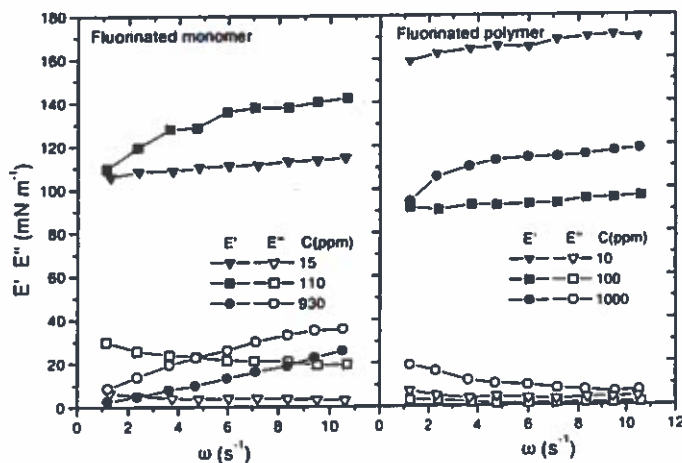 Fluorinated monomer
Fluorinated polymer
180
160
140
120
100
80
60
40
20
0
E' E'' (mN m⁻¹)
E' E'' C(ppm)
15
110
930
E' E'' C(ppm)
10
100
1000
0 2 4 6 8 10 0 2 4 6 8 10 12
ω (s⁻¹) ω (s⁻¹)